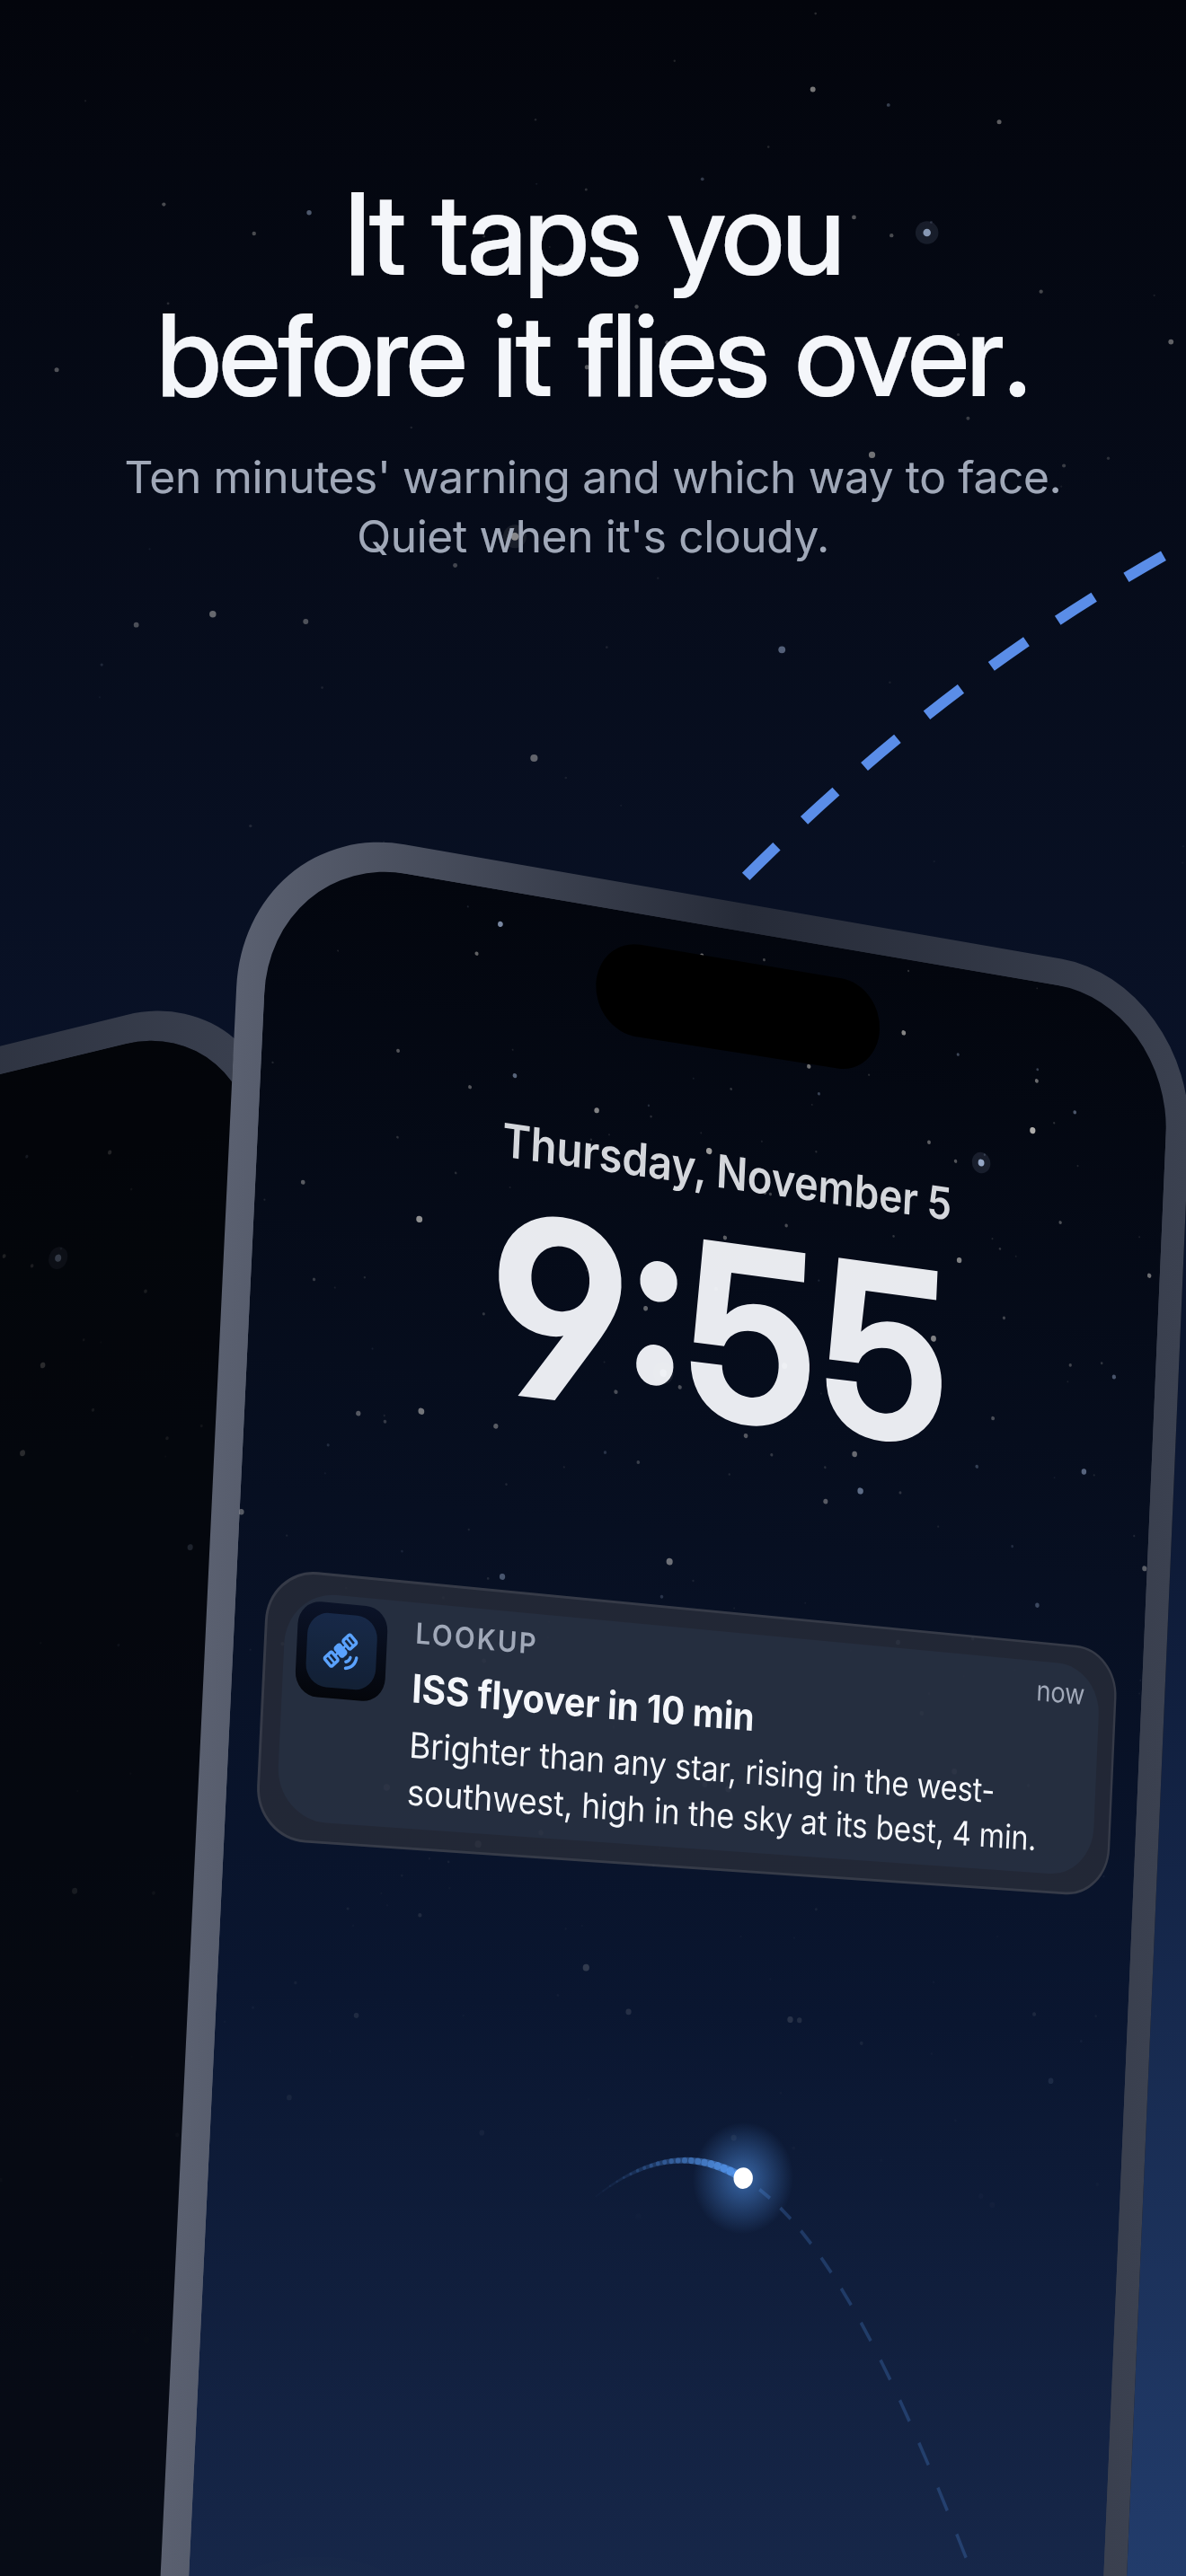 It taps you
before it flies over.
Ten minutes' warning and which way to face.
Quiet when it's cloudy.
Thursday, November 5
9:55
LOOKUP
now
ISS flyover in 10 min
Brighter than any star, rising in the west-
southwest, high in the sky at its best, 4 min.